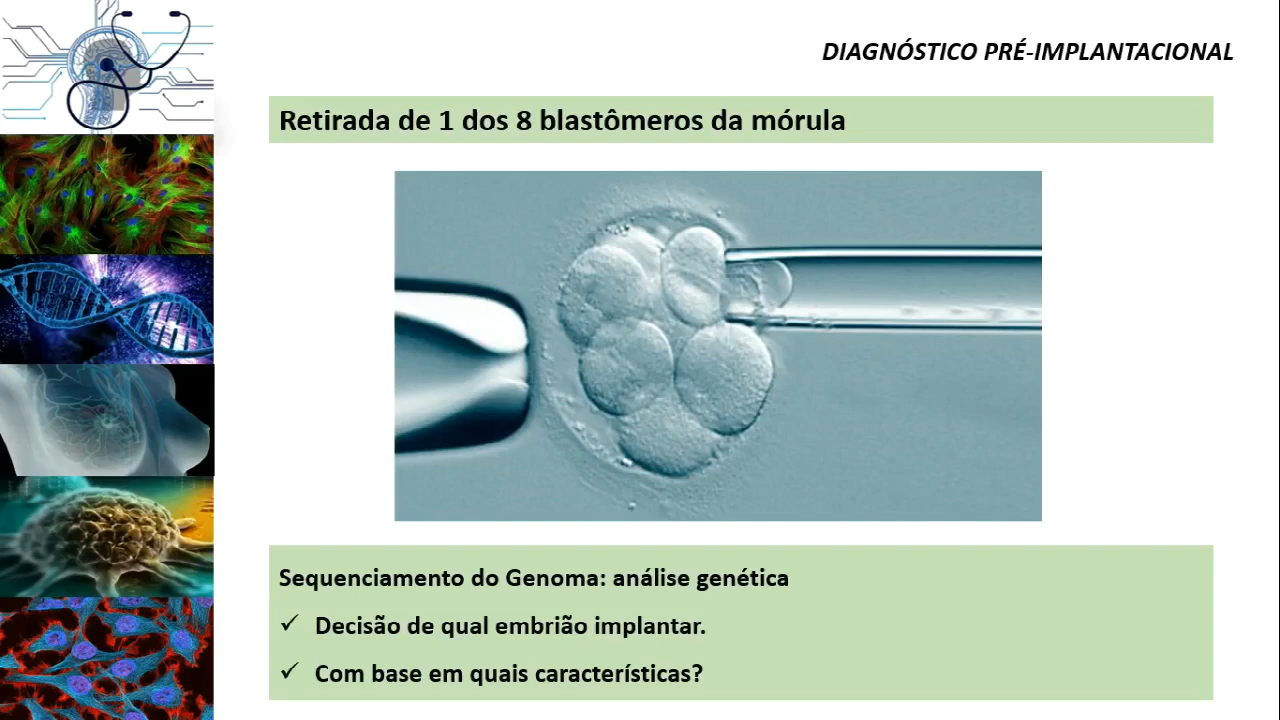 DIAGNÓSTICO PRÉ-IMPLANTACIONAL
Retirada de 1 dos 8 blastômeros da mórula
Sequenciamento do Genoma: análise genética
✓ Decisão de qual embrião implantar.
✓ Com base em quais características?